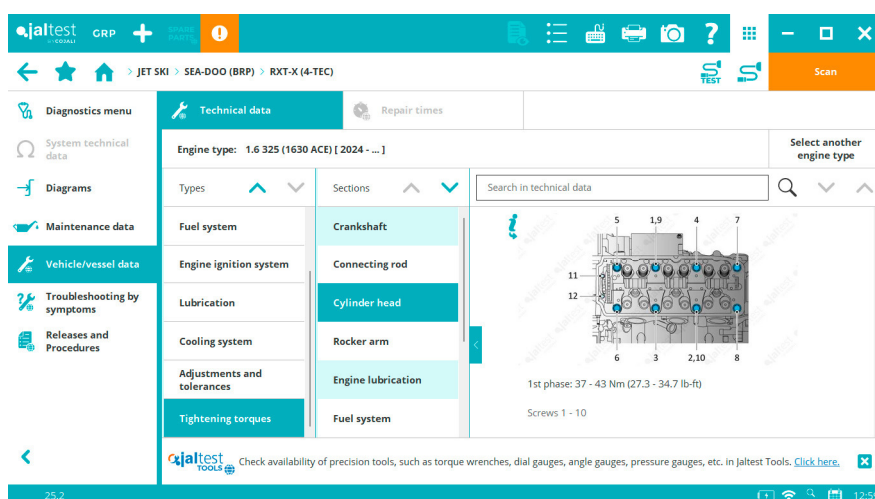 jaltest
BY COJALI
GRP
SPARE
PARTS
TEST
JET SKI > SEA-DOO (BRP) > RXT-X (4-TEC)
Scan
Diagnostics menu
System technical
data
Diagrams
Maintenance data
Vehicle/vessel data
Troubleshooting by
symptoms
Releases and
Procedures
Technical data
Repair times
Engine type: 1.6 325 (1630 ACE) [ 2024 - ... ]
Select another
engine type
Types
Sections
Search in technical data
Fuel system
Engine ignition system
Lubrication
Cooling system
Adjustments and
tolerances
Tightening torques
Crankshaft
Connecting rod
Cylinder head
Rocker arm
Engine lubrication
Fuel system
5 1,9 4 7
11
12
6 3 2,10 8
1st phase: 37 - 43 Nm (27.3 - 34.7 lb-ft)
Screws 1 - 10
jaltest
TOOLS
Check availability of precision tools, such as torque wrenches, dial gauges, angle gauges, pressure gauges, etc. in Jaltest Tools. Click here.
25.2
12:59